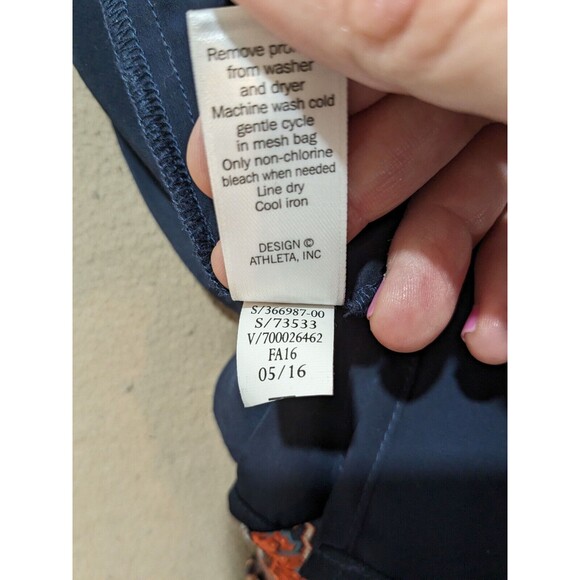 Remove
from washer
and dryer
Machine wash cold
gentle cycle
in mesh bag
Only non-chlorine
bleach when needed
Line dry
Cool iron
DESIGN ©
ATHLETA, INC
S/366987-00
S/73533
V/700026462
FA16
05/16